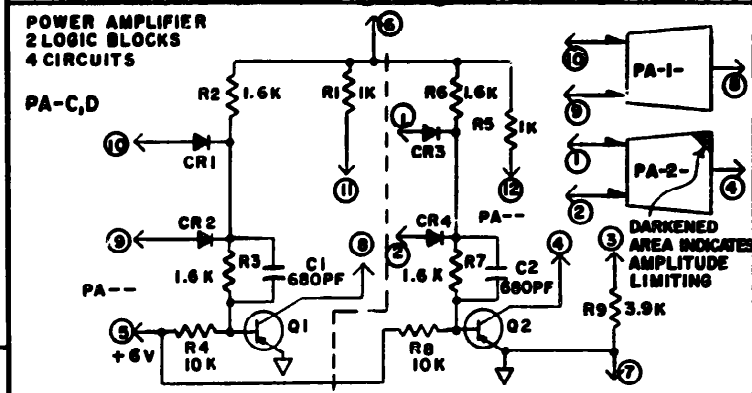 POWER AMPLIFIER
2 LOGIC BLOCKS
4 CIRCUITS
PA-C,D
6
R2
1.6K
R1
1K
R6
1.6K
R5
1K
1
10
CR1
CR3
11
12
9
CR2
CR4
2
PA--
R3
1.6K
C1
680PF
8
R7
1.6K
C2
680PF
4
PA--
5
+6V
R4
10K
Q1
R8
10K
Q2
3
R9
3.9K
7
10
9
PA-1-
8
1
2
PA-2-
4
DARKENED
AREA INDICATES
AMPLITUDE
LIMITING